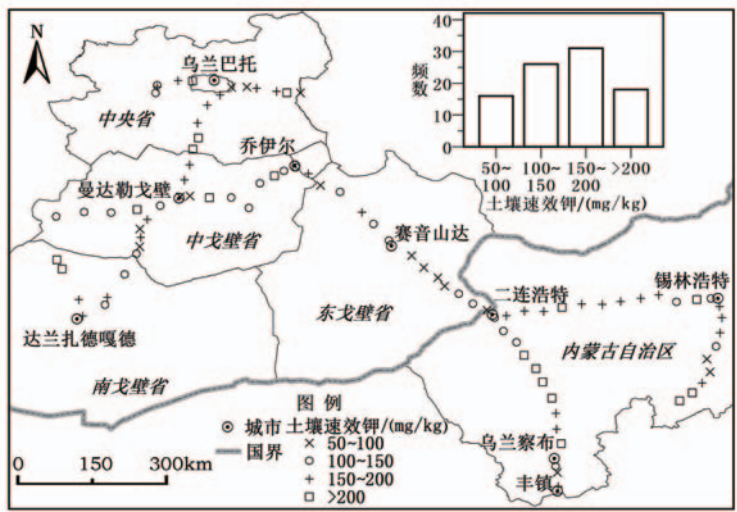 N
乌兰巴托
中央省
乔伊尔
曼达勒戈壁
中戈壁省
赛音山达
二连浩特
锡林浩特
达兰扎德嘎德
东戈壁省
内蒙古自治区
南戈壁省
乌兰察布
丰镇
频数
40
30
20
10
0
50~100
100~150
150~200
>200
土壤速效钾/(mg/kg)
图 例
城市
国界
土壤速效钾/(mg/kg)
50~100
100~150
150~200
>200
0 150 300km